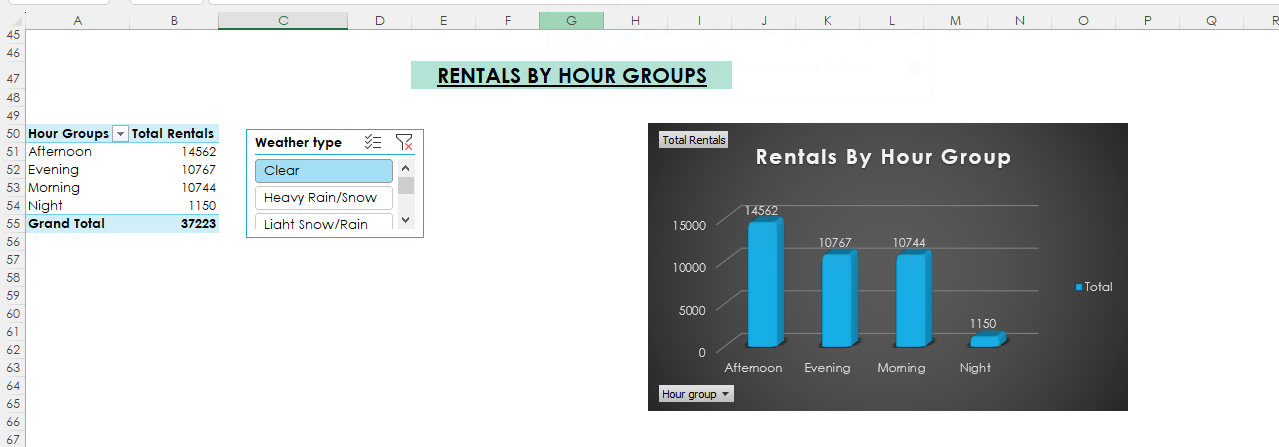 A B C D E F G H I J K L M N O P Q R
45
46
47 RENTALS BY HOUR GROUPS
48
49
50 Hour Groups Total Rentals
51 Afternoon 14562
52 Evening 10767
53 Morning 10744
54 Night 1150
55 Grand Total 37223
56
57
58
59
60
61
62
63
64
65
66
67
Weather type
Clear
Heavy Rain/Snow
Light Snow/Rain
Total Rentals
Rentals By Hour Group
14562
15000
10767 10744
10000
Total
5000
1150
0
Afternoon Evening Morning Night
Hour group